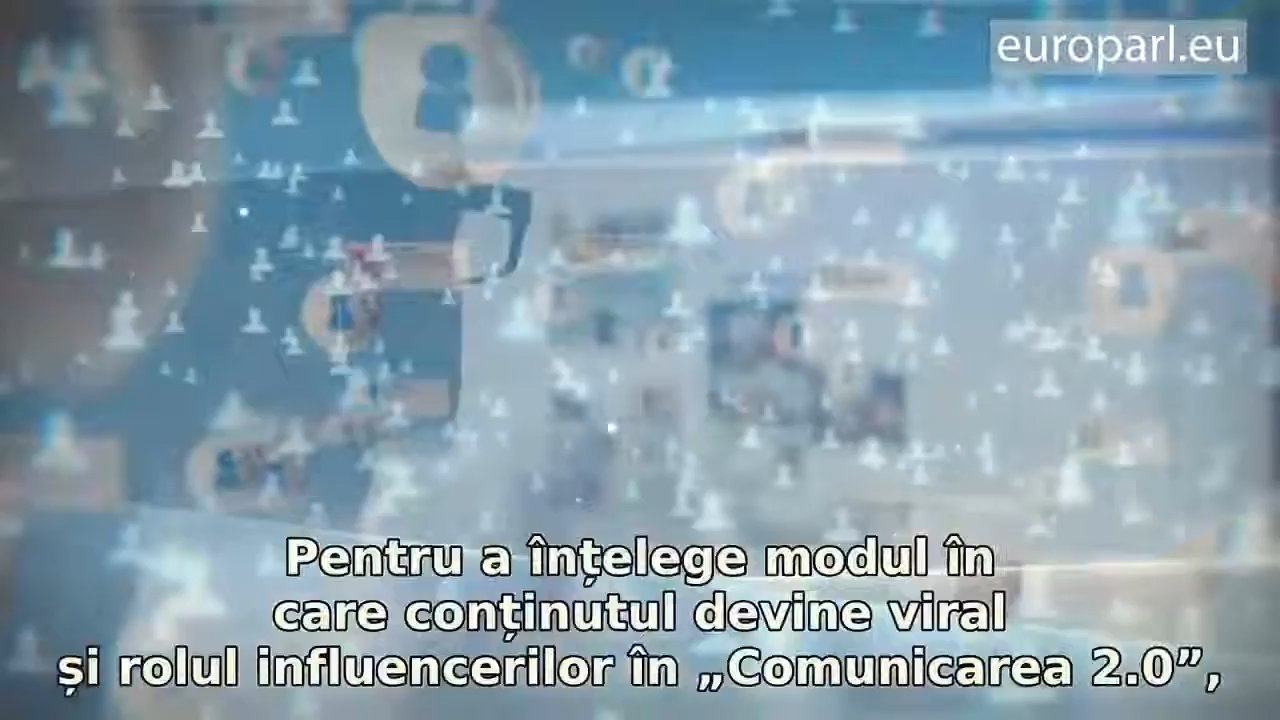 europarl.eu
Pentru a înțelege modul în
care conținutul devine viral
și rolul influencerilor în „Comunicarea 2.0”,